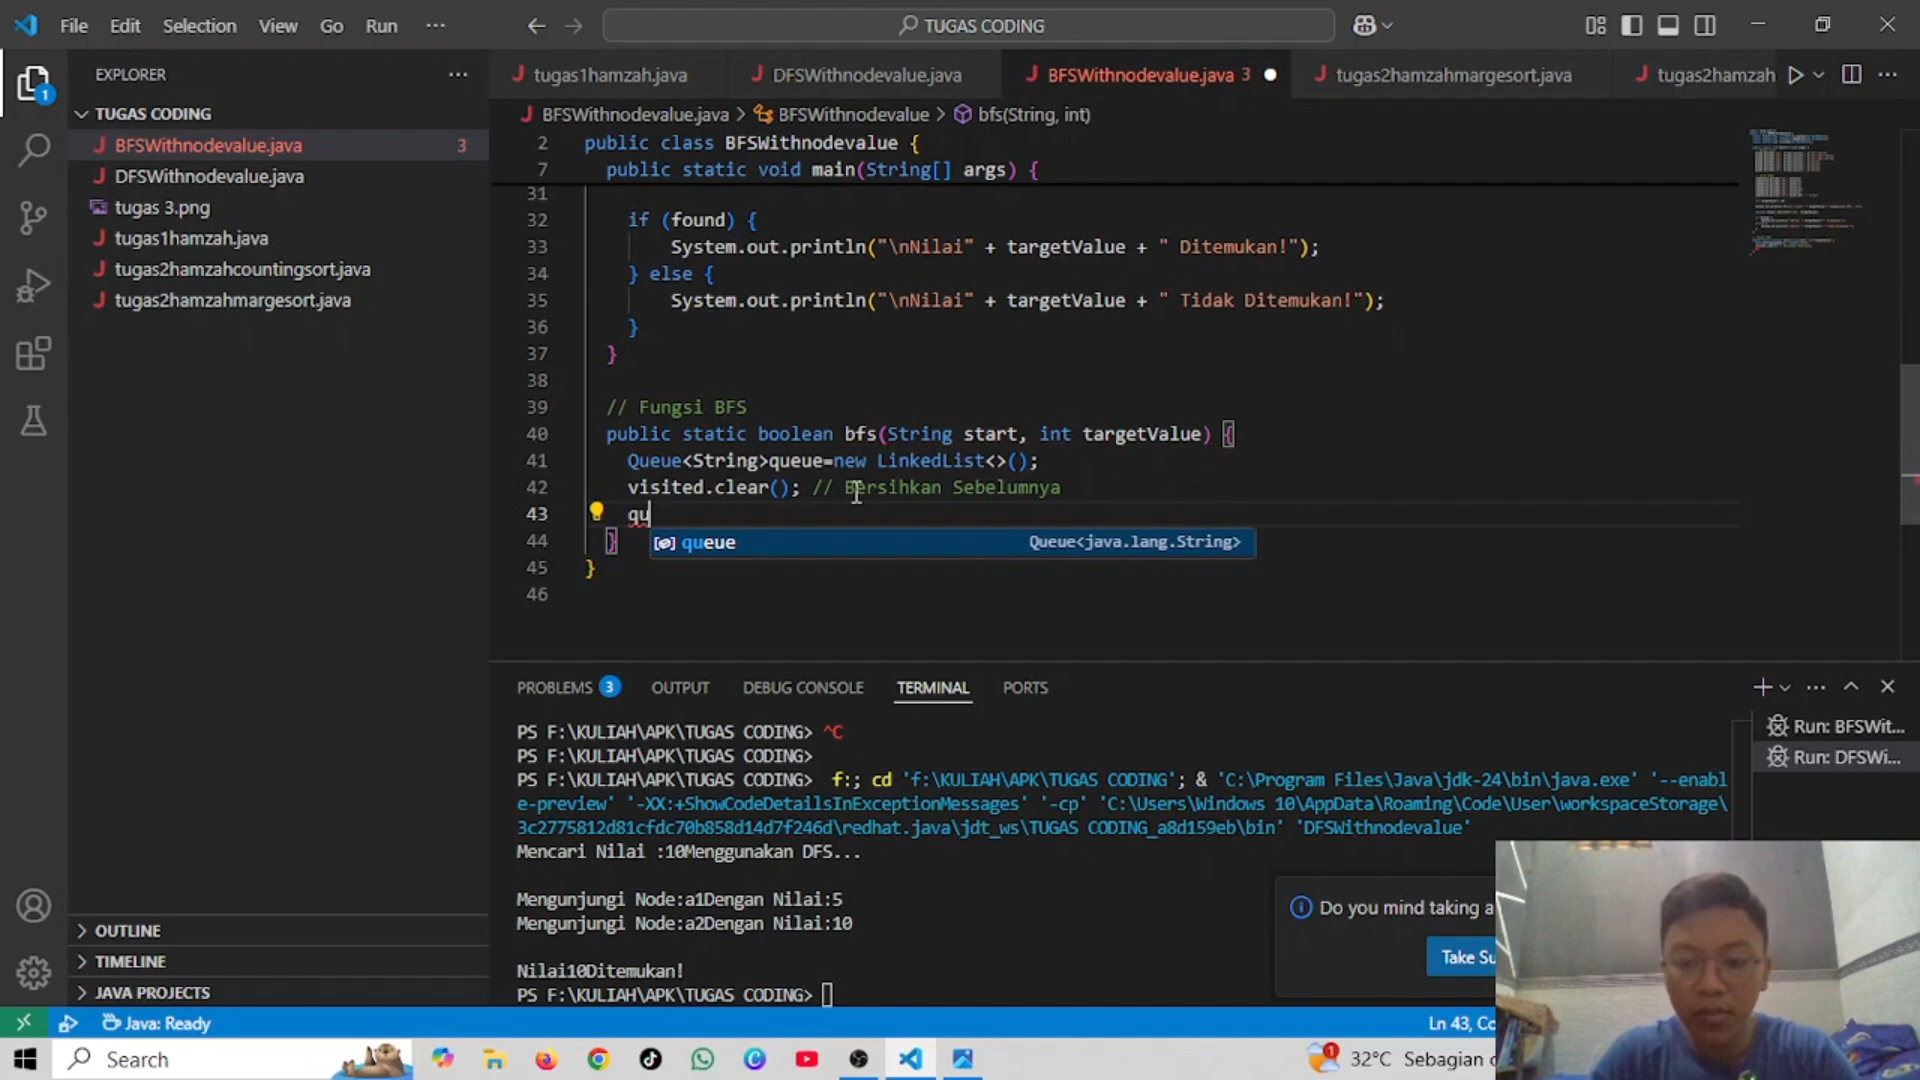 File Edit Selection View Go Run ··· TUGAS CODING
EXPLORER ···
TUGAS CODING
BFSWithnodevalue.java 3
DFSWithnodevalue.java
tugas 3.png
tugas1hamzah.java
tugas2hamzahcountingsort.java
tugas2hamzahmargesort.java
OUTLINE
TIMELINE
JAVA PROJECTS
1
tugas1hamzah.java DFSWithnodevalue.java BFSWithnodevalue.java 3 tugas2hamzahmargesort.java tugas2hamzah
BFSWithnodevalue.java > BFSWithnodevalue > bfs(String, int)
2 public class BFSWithnodevalue {
7 public static void main(String[] args) {
31
32 if (found) {
33 System.out.println("\nNilai" + targetValue + " Ditemukan!");
34 } else {
35 System.out.println("\nNilai" + targetValue + " Tidak Ditemukan!");
36 }
37 }
38
39 // Fungsi BFS
40 public static boolean bfs(String start, int targetValue) {
41 Queue<String>queue=new LinkedList<>();
42 visited.clear(); // Bersihkan Sebelumnya
43 qu
queue Queue<java.lang.String>
44 }
45 }
46
PROBLEMS 3 OUTPUT DEBUG CONSOLE TERMINAL PORTS
PS F:\KULIAH\APK\TUGAS CODING> ^C
PS F:\KULIAH\APK\TUGAS CODING>
PS F:\KULIAH\APK\TUGAS CODING> f:; cd 'f:\KULIAH\APK\TUGAS CODING'; & 'C:\Program Files\Java\jdk-24\bin\java.exe' '--enabl
e-preview' '-XX:+ShowCodeDetailsInExceptionMessages' '-cp' 'C:\Users\Windows 10\AppData\Roaming\Code\User\workspaceStorage\
3c2775812d81cfdc70b858d14d7f246d\redhat.java\jdt_ws\TUGAS CODING_a8d159eb\bin' 'DFSWithnodevalue'
Mencari Nilai :10Menggunakan DFS...
Mengunjungi Node:a1Dengan Nilai:5
Mengunjungi Node:a2Dengan Nilai:10
Nilai10Ditemukan!
PS F:\KULIAH\APK\TUGAS CODING>
Run: BFSWit...
Run: DFSWi...
Do you mind taking a
Take Su
Java: Ready
Ln 43, Co
Search
1
32°C Sebagian